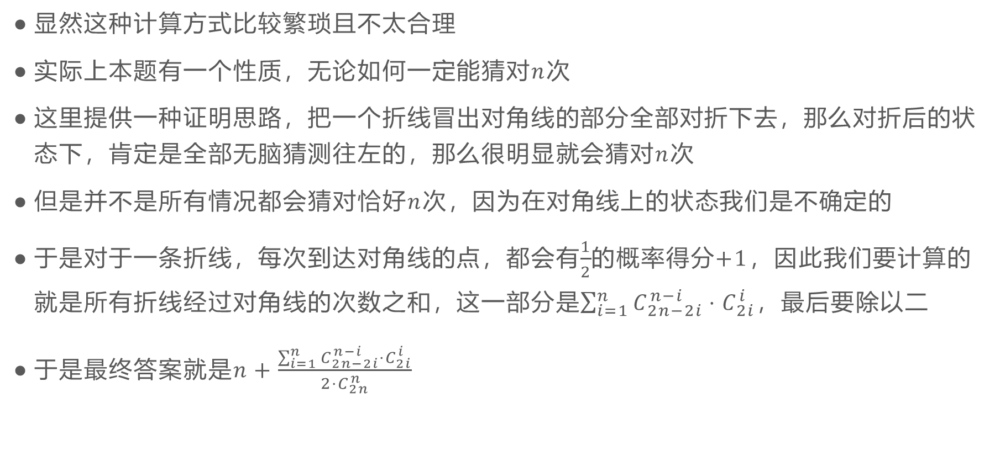 ● 显然这种计算方式比较繁琐且不太合理
● 实际上本题有一个性质，无论如何一定能猜对n次
● 这里提供一种证明思路，把一个折线冒出对角线的部分全部对折下去，那么对折后的状
态下，肯定是全部无脑猜测往左的，那么很明显就会猜对n次
● 但是并不是所有情况都会猜对恰好n次，因为在对角线上的状态我们是不确定的
● 于是对于一条折线，每次到达对角线的点，都会有$\frac{1}{2}$的概率得分+1，因此我们要计算的
就是所有折线经过对角线的次数之和，这一部分是$\sum_{i=1}^{n} C_{2n-2i}^{n-i} \cdot C_{2i}^{i}$，最后要除以二
● 于是最终答案就是$n + \frac{\sum_{i=1}^{n} C_{2n-2i}^{n-i} \cdot C_{2i}^{i}}{2 \cdot C_{2n}^{n}}$